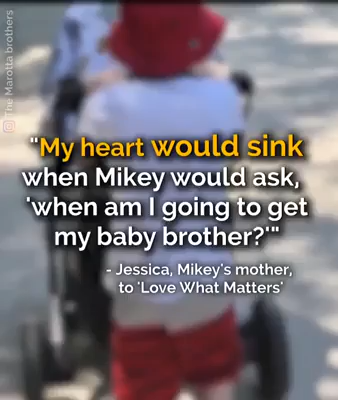 The Marotta brothers
"My heart would sink
when Mikey would ask,
'when am I going to get
my baby brother?'"
- Jessica, Mikey's mother,
to 'Love What Matters'